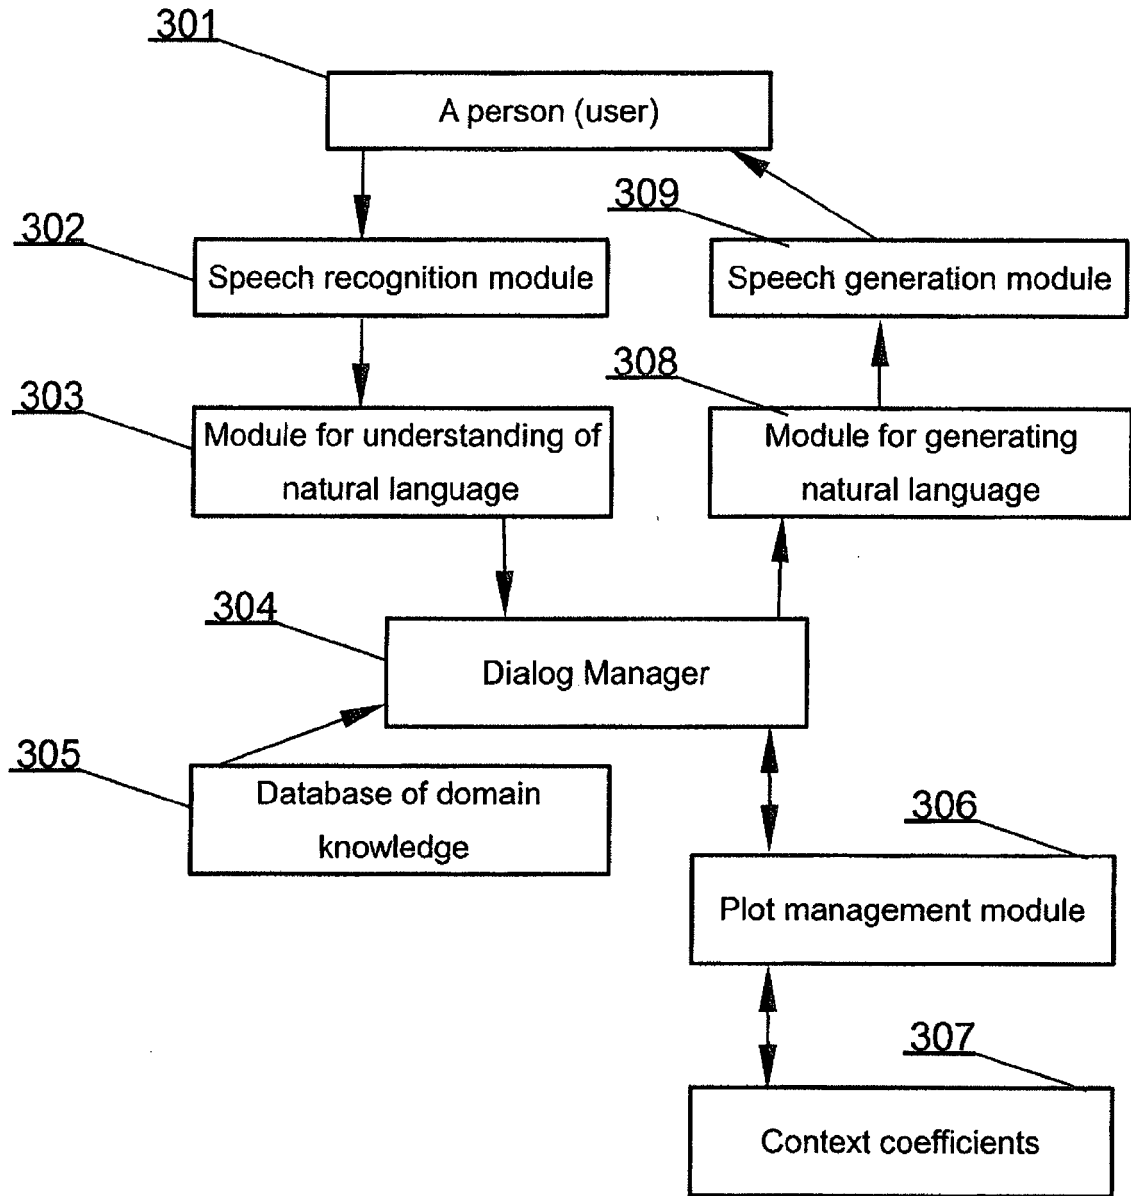 301
A person (user)
309
302
Speech recognition module
Speech generation module
308
303
Module for understanding of
natural language
Module for generating
natural language
304
Dialog Manager
305
Database of domain
knowledge
306
Plot management module
307
Context coefficients